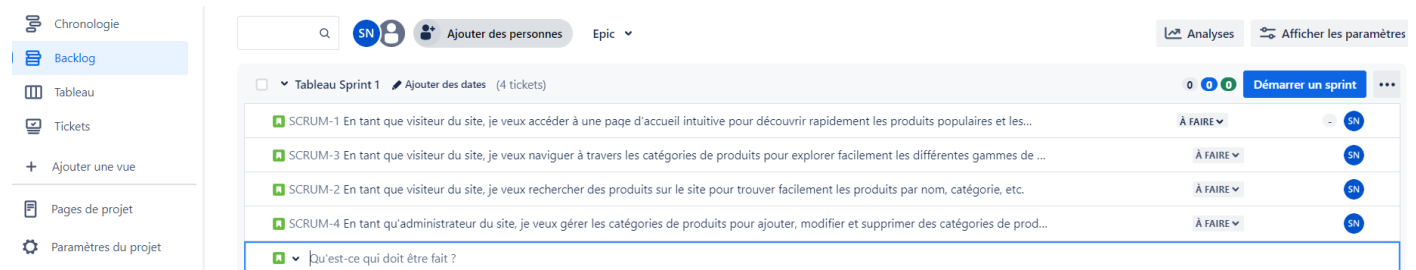 Chronologie
Backlog
Tableau
Tickets
Ajouter une vue
Pages de projet
Paramètres du projet
SN Ajouter des personnes Epic Analyses Afficher les paramètres
Tableau Sprint 1 Ajouter des dates (4 tickets) 0 0 0 Démarrer un sprint
SCRUM-1 En tant que visiteur du site, je veux accéder à une page d'accueil intuitive pour découvrir rapidement les produits populaires et les... À FAIRE - SN
SCRUM-3 En tant que visiteur du site, je veux naviguer à travers les catégories de produits pour explorer facilement les différentes gammes de ... À FAIRE SN
SCRUM-2 En tant que visiteur du site, je veux rechercher des produits sur le site pour trouver facilement les produits par nom, catégorie, etc. À FAIRE SN
SCRUM-4 En tant qu'administrateur du site, je veux gérer les catégories de produits pour ajouter, modifier et supprimer des catégories de prod... À FAIRE SN
Qu'est-ce qui doit être fait ?